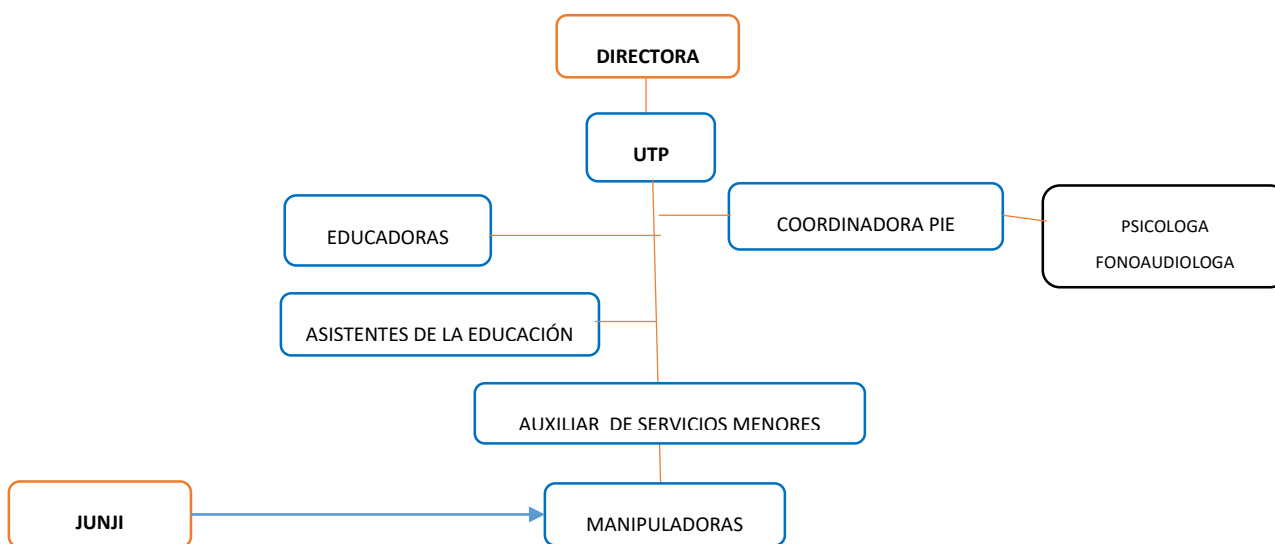 DIRECTORA
UTP
EDUCADORAS
COORDINADORA PIE
PSICOLOGA
FONOAUDIOLOGA
ASISTENTES DE LA EDUCACIÓN
AUXILIAR DE SERVICIOS MENORES
JUNJI
MANIPULADORAS